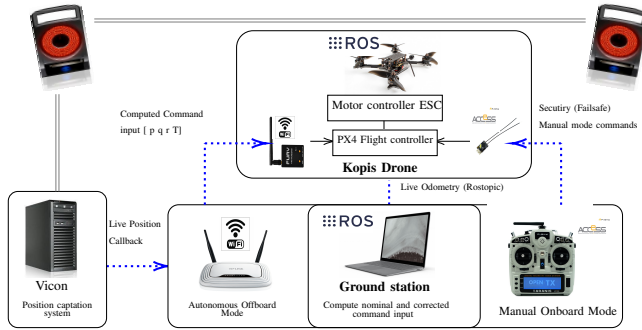 ROS
Motor controller ESC
PX4 Flight controller
Kopis Drone
Computed Command
input [ p q r T]
WiFi
ACCESS
Secutiry (Failsafe)
Manual mode commands
Live Odometry (Rostopic)
Live Position
Callback
Vicon
Position captation
system
WiFi
Autonomous Offboard
Mode
ROS
Ground station
Compute nominal and corrected
command input
ACCESS
Manual Onboard Mode